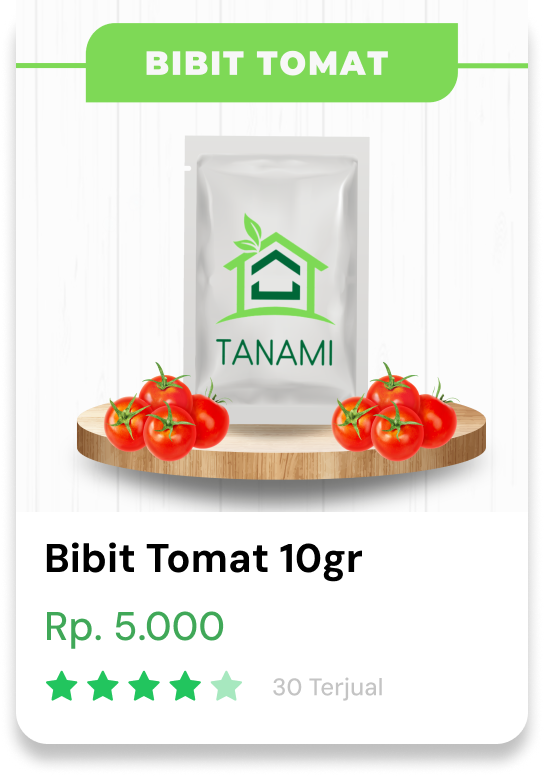 BIBIT TOMAT
TANAMI
Bibit Tomat 10gr
Rp. 5.000
30 Terjual